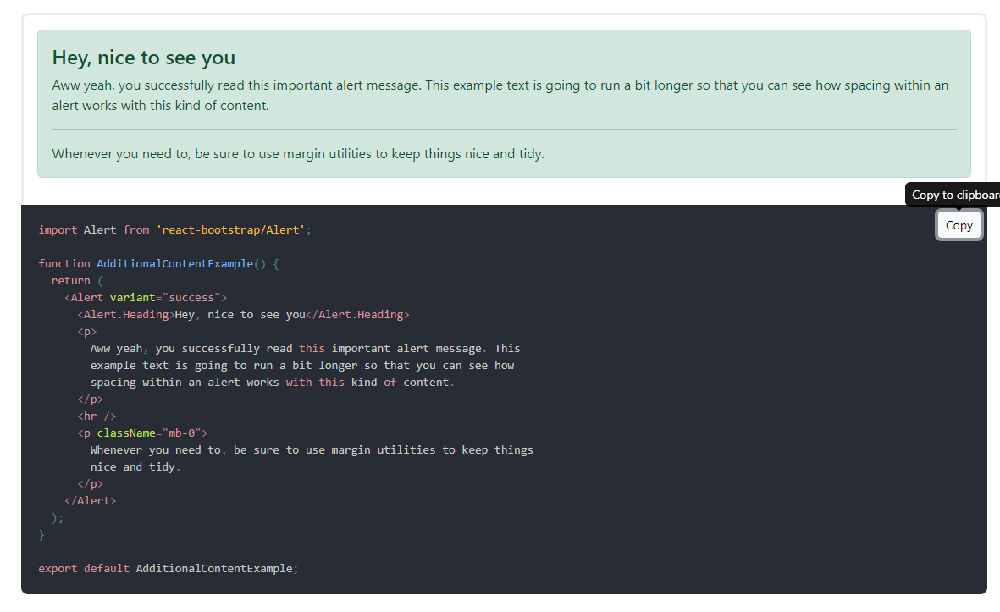 Hey, nice to see you
Aww yeah, you successfully read this important alert message. This example text is going to run a bit longer so that you can see how spacing within an
alert works with this kind of content.
Whenever you need to, be sure to use margin utilities to keep things nice and tidy.
Copy to
Copy
import Alert from 'react-bootstrap/Alert';
function AdditionalContentExample() {
  return (
    <Alert variant="success">
      <Alert.Heading>Hey, nice to see you</Alert.Heading>
      <p>
        Aww yeah, you successfully read this important alert message. This
        example text is going to run a bit longer so that you can see how
        spacing within an alert works with this kind of content.
      </p>
      <hr />
      <p className="mb-0">
        Whenever you need to, be sure to use margin utilities to keep things
        nice and tidy.
      </p>
    </Alert>
  );
}
export default AdditionalContentExample;